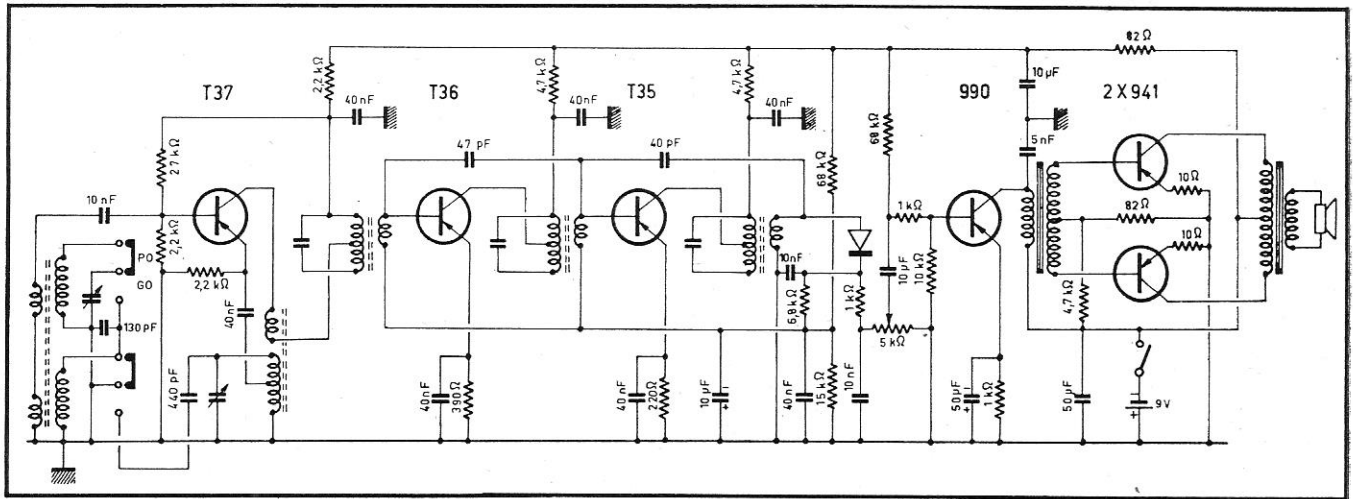 82 Ω
2,2 kΩ
4,7 kΩ
4,7 kΩ
10 µF
T37
T36
T35
990
2 X 941
40 nF
40 nF
40 nF
5 nF
27 kΩ
47 pF
40 pF
68 kΩ
68 kΩ
10 nF
10 Ω
1 kΩ
82 Ω
2,2 kΩ
10 Ω
PO
GO
2,2 kΩ
10 nF
10 µF
10 kΩ
40 nF
6,8 kΩ
1 kΩ
4,7 kΩ
130 PF
5 kΩ
440 pF
40 nF
390 Ω
40 nF
220 Ω
10 µF
- +
40 nF
15 kΩ
10 nF
50 µF
- +
1 kΩ
50 µF
-
+
9 V